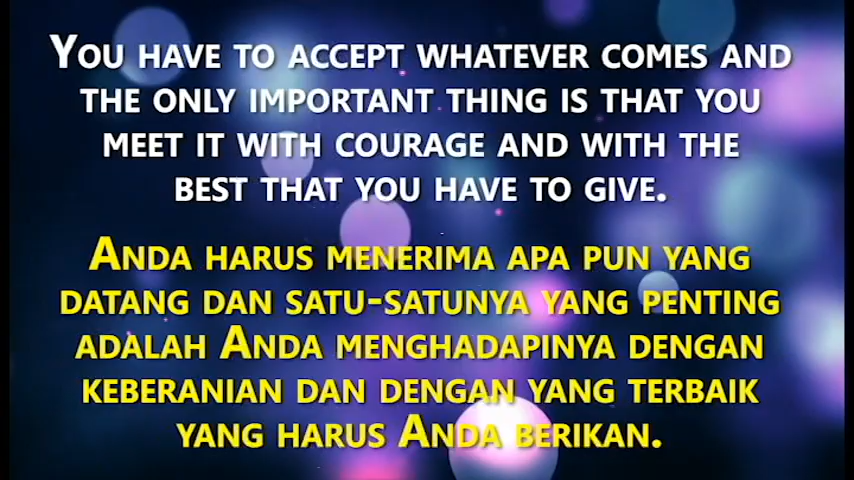 You have to accept whatever comes and
the only important thing is that you
meet it with courage and with the
best that you have to give.
Anda harus menerima apa pun yang
datang dan satu-satunya yang penting
adalah Anda menghadapinya dengan
keberanian dan dengan yang terbaik
yang harus Anda berikan.